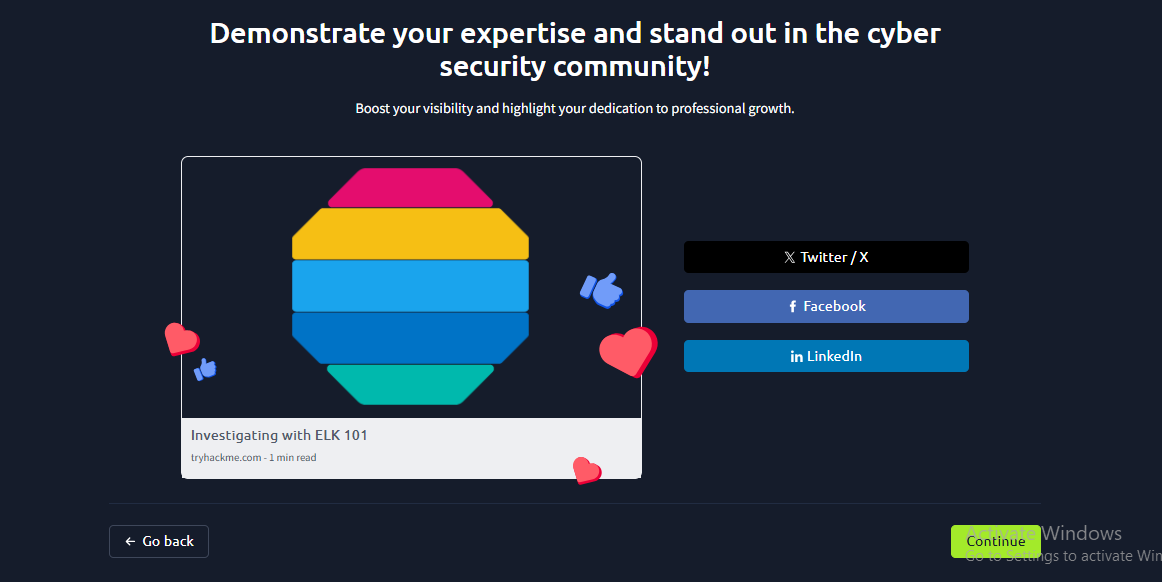 Demonstrate your expertise and stand out in the cyber
security community!
Boost your visibility and highlight your dedication to professional growth.
𝕏 Twitter / X
f Facebook
in LinkedIn
Investigating with ELK 101
tryhackme.com - 1 min read
← Go back
Continue
Activate Windows
Go to Settings to activate Win